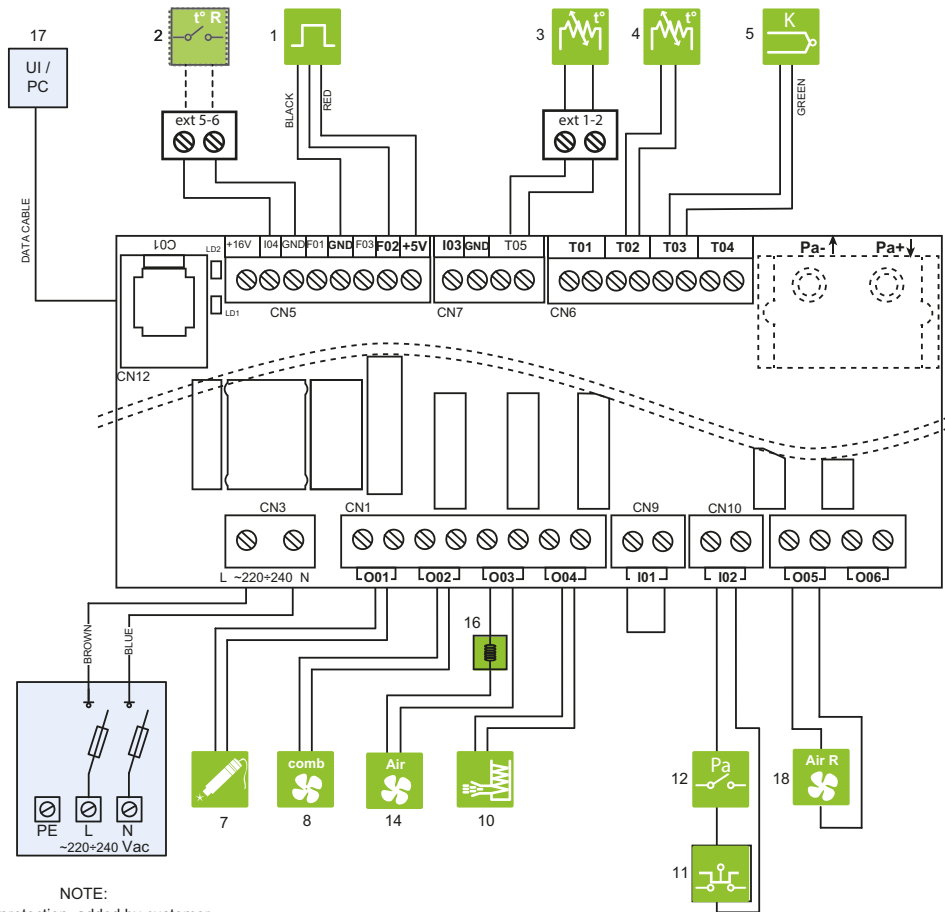 17 2 t° R 1 3 t° 4 t° 5 K
UI /
PC
BLACK RED GREEN
ext 5-6 ext 1-2
DATA CABLE
C01 LD2 +16V I04 GND F01 GND F03 F02 +5V I03 GND T05 T01 T02 T03 T04 Pa- Pa+
LD1 CN5 CN7 CN6
CN12
CN3 CN1 CN9 CN10
L ~220÷240 N O01 O02 O03 O04 I01 I02 O05 O06
BROWN BLUE
16
comb Air Pa Air R
12 18
7 8 14 10
PE L N
~220÷240 Vac
11
NOTE: